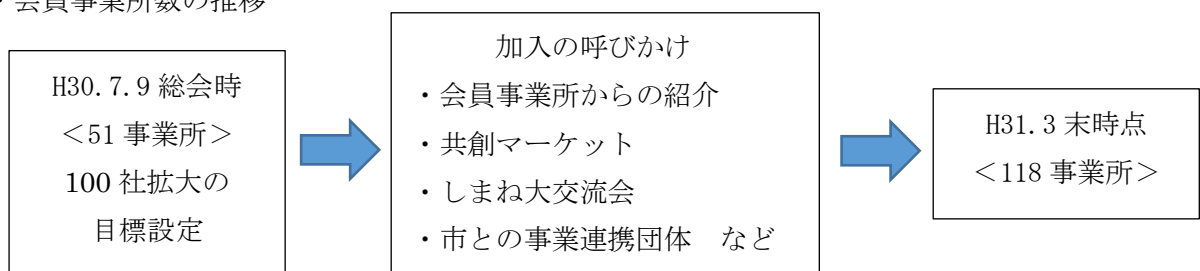 ・会員事業所数の推移
H30.7.9 総会時
＜51 事業所＞
100 社拡大の
目標設定
加入の呼びかけ
・会員事業所からの紹介
・共創マーケット
・しまね大交流会
・市との事業連携団体　など
H31.3 末時点
＜118 事業所＞